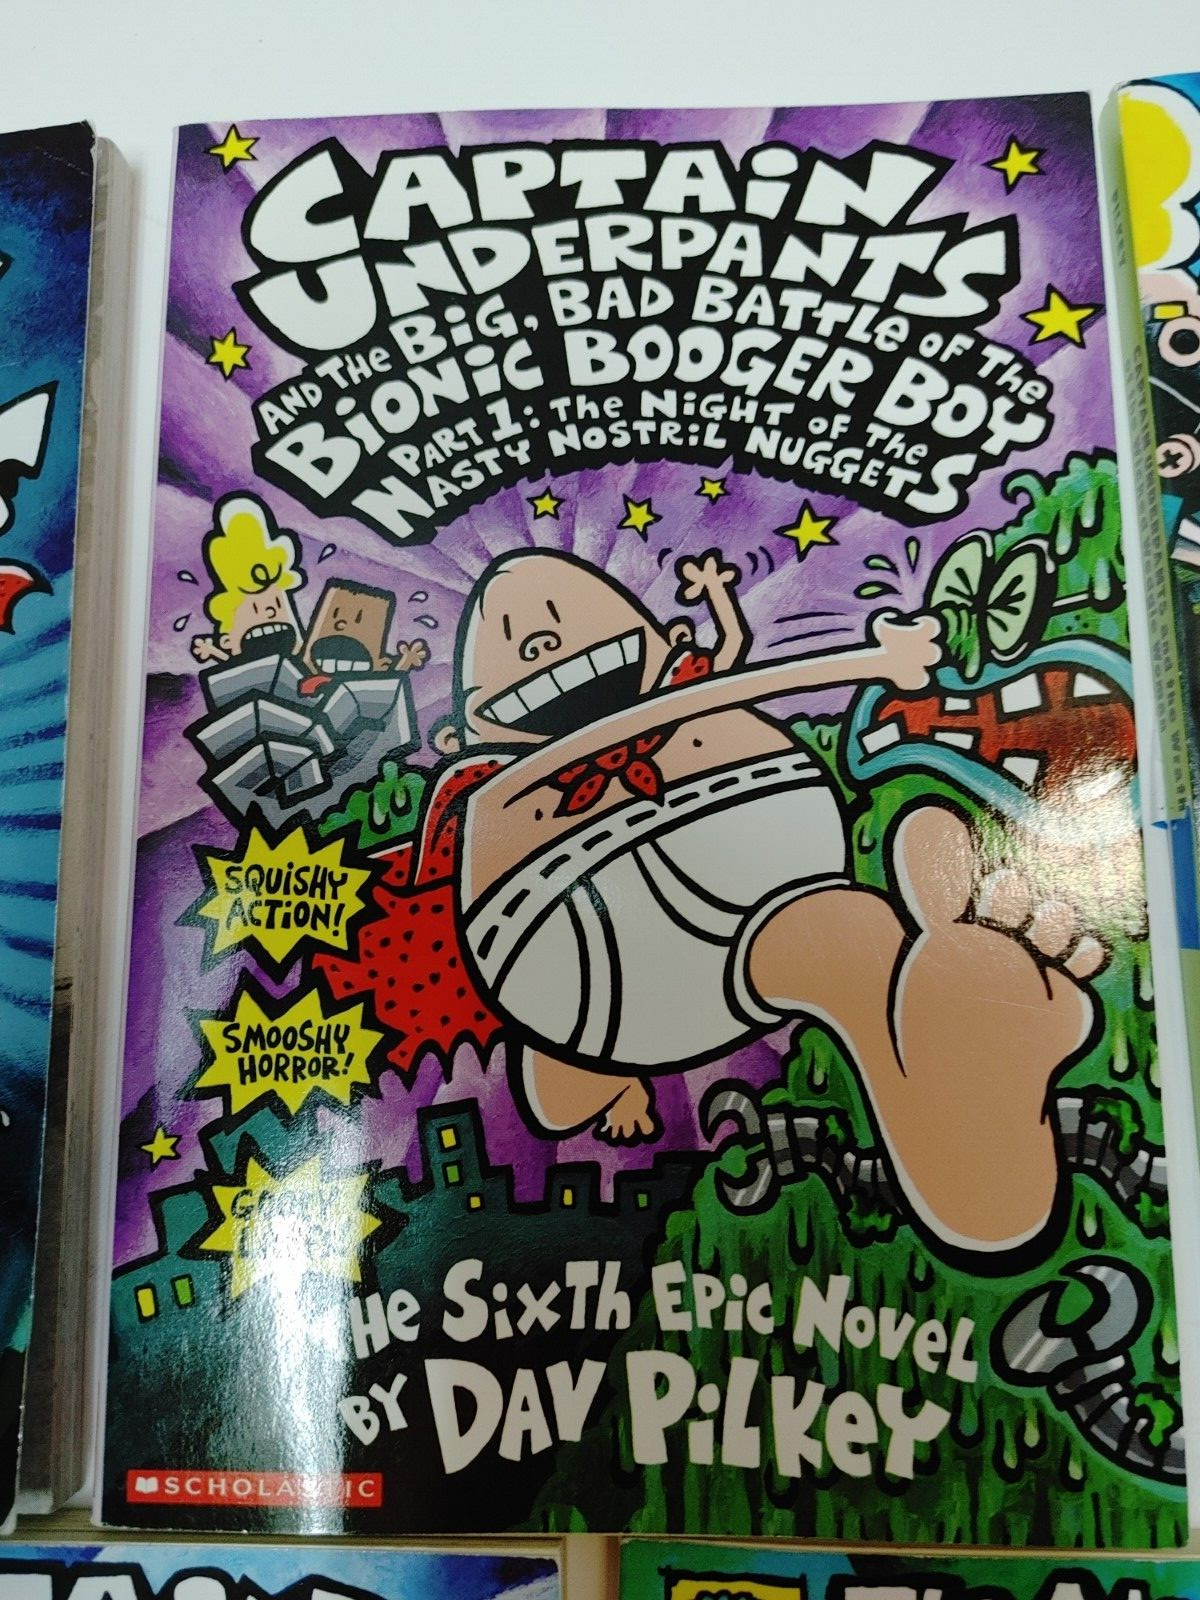 CAPTAiN
UNDERPANTS
AND THE BiG, BAD BATTLe OF THe
BiONiC BOOGER BOY
PART 1: THe NiGHT OF THe
NASTY NOSTRiL NUGGeTS
SQUiSHY
ACTiON!
SMOOSHY
HORROR!
He SixTh EPic NoveL
BY DAV PiLKeY
SCHOLASTIC